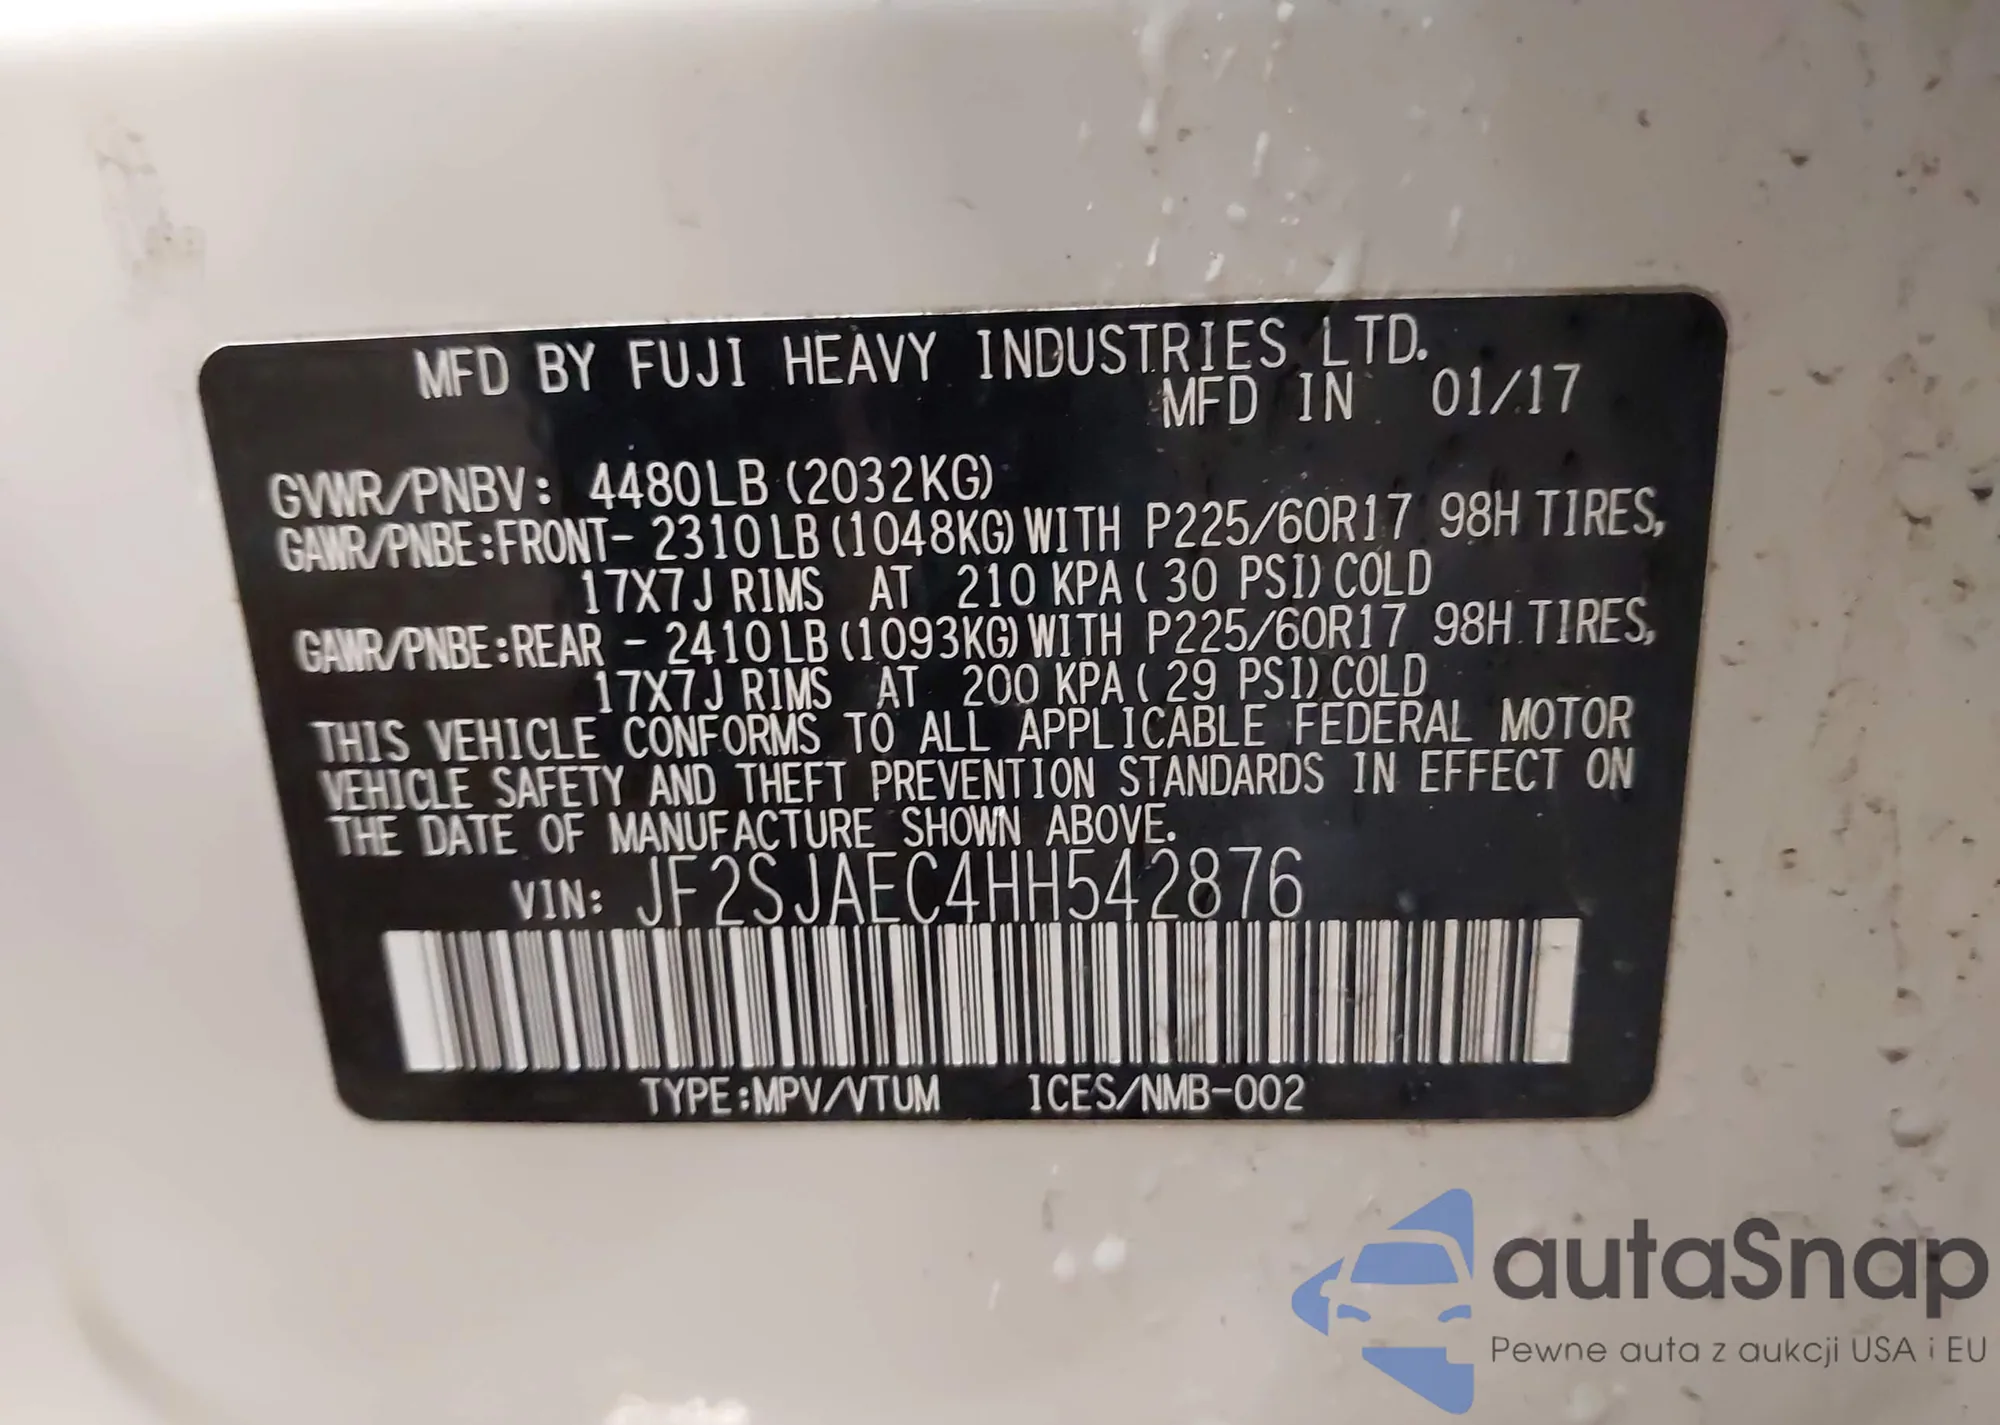 MFD BY FUJI HEAVY INDUSTRIES LTD.
MFD IN 01/17
GVWR/PNBV: 4480LB (2032KG)
GAWR/PNBE:FRONT- 2310LB (1048KG) WITH P225/60R17 98H TIRES,
17X7J RIMS AT 210 KPA ( 30 PSI) COLD
GAWR/PNBE:REAR - 2410LB (1093KG) WITH P225/60R17 98H TIRES,
17X7J RIMS AT 200 KPA ( 29 PSI) COLD
THIS VEHICLE CONFORMS TO ALL APPLICABLE FEDERAL MOTOR
VEHICLE SAFETY AND THEFT PREVENTION STANDARDS IN EFFECT ON
THE DATE OF MANUFACTURE SHOWN ABOVE.
VIN: JF2SJAEC4HH542876
TYPE:MPV/VTUM ICES/NMB-002
autaSnap
Pewne auta z aukcji USA i EU